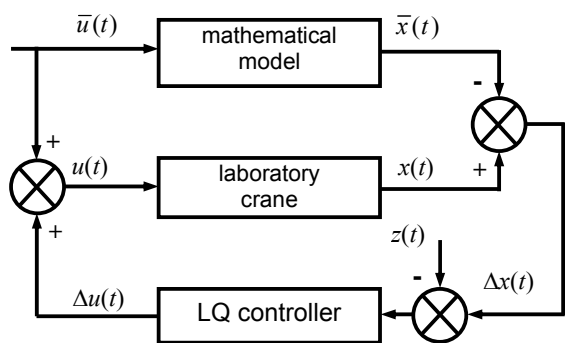 u̅(t)
mathematical
model
x̅(t)
-
+
u(t)
laboratory
crane
x(t)
+
+
z(t)
-
Δu(t)
LQ controller
Δx(t)